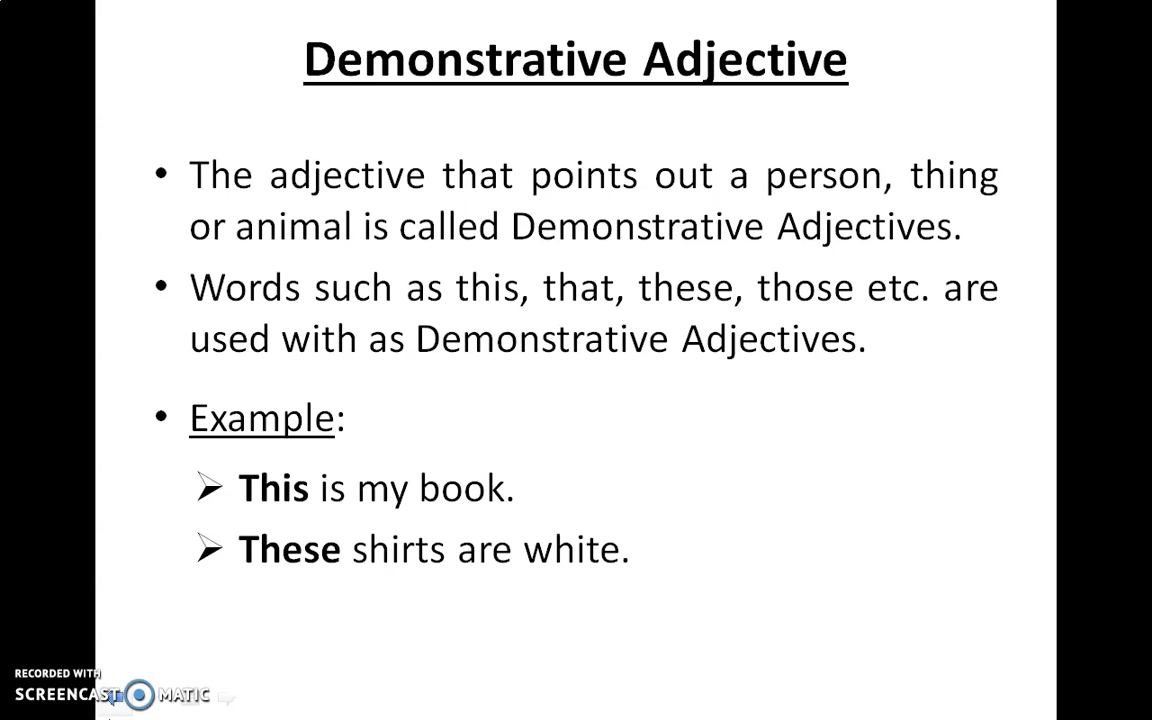 Demonstrative Adjective
• The adjective that points out a person, thing
or animal is called Demonstrative Adjectives.
• Words such as this, that, these, those etc. are
used with as Demonstrative Adjectives.
• Example:
➢ This is my book.
➢ These shirts are white.
RECORDED WITH
SCREENCAST MATIC